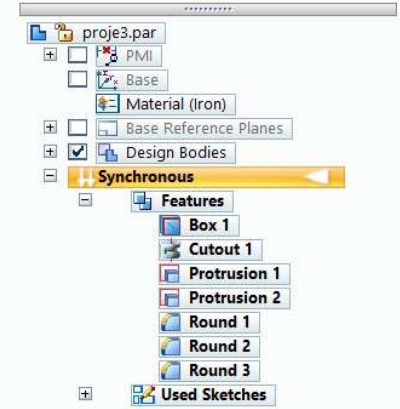 proje3.par
PMI
Base
Material (Iron)
Base Reference Planes
Design Bodies
Synchronous
Features
Box 1
Cutout 1
Protrusion 1
Protrusion 2
Round 1
Round 2
Round 3
Used Sketches